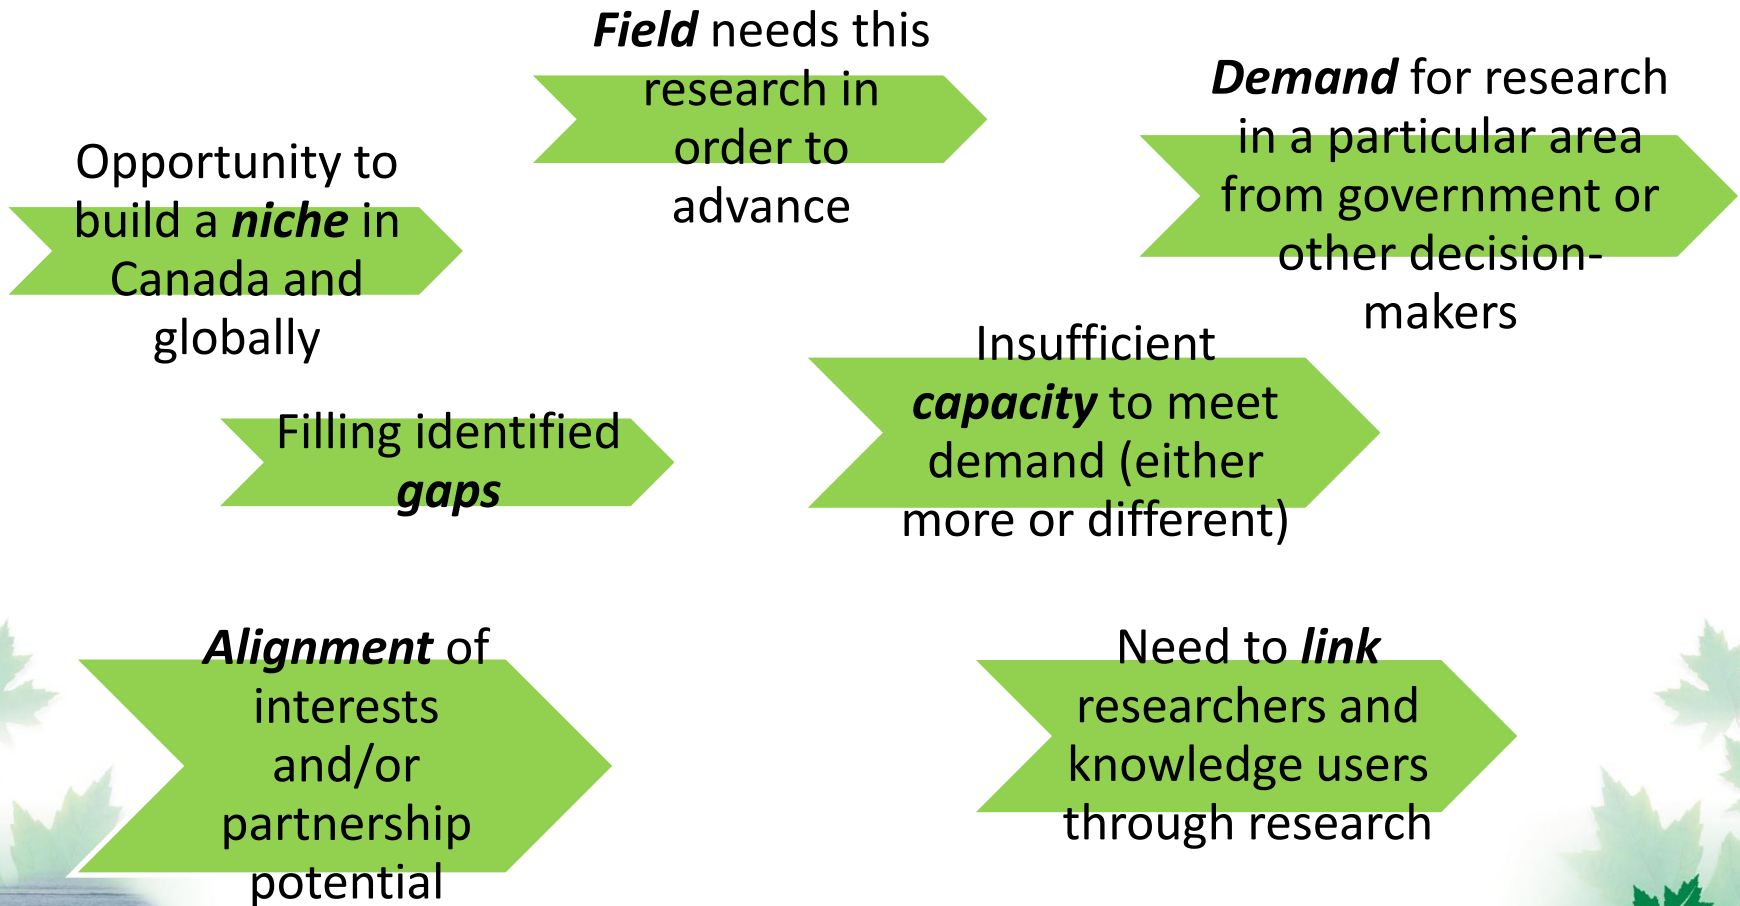 Field needs this
research in
order to
advance
Demand for research
in a particular area
from government or
other decision-
makers
Opportunity to
build a niche in
Canada and
globally
Insufficient
capacity to meet
demand (either
more or different)
Filling identified
gaps
Alignment of
interests
and/or
partnership
potential
Need to link
researchers and
knowledge users
through research